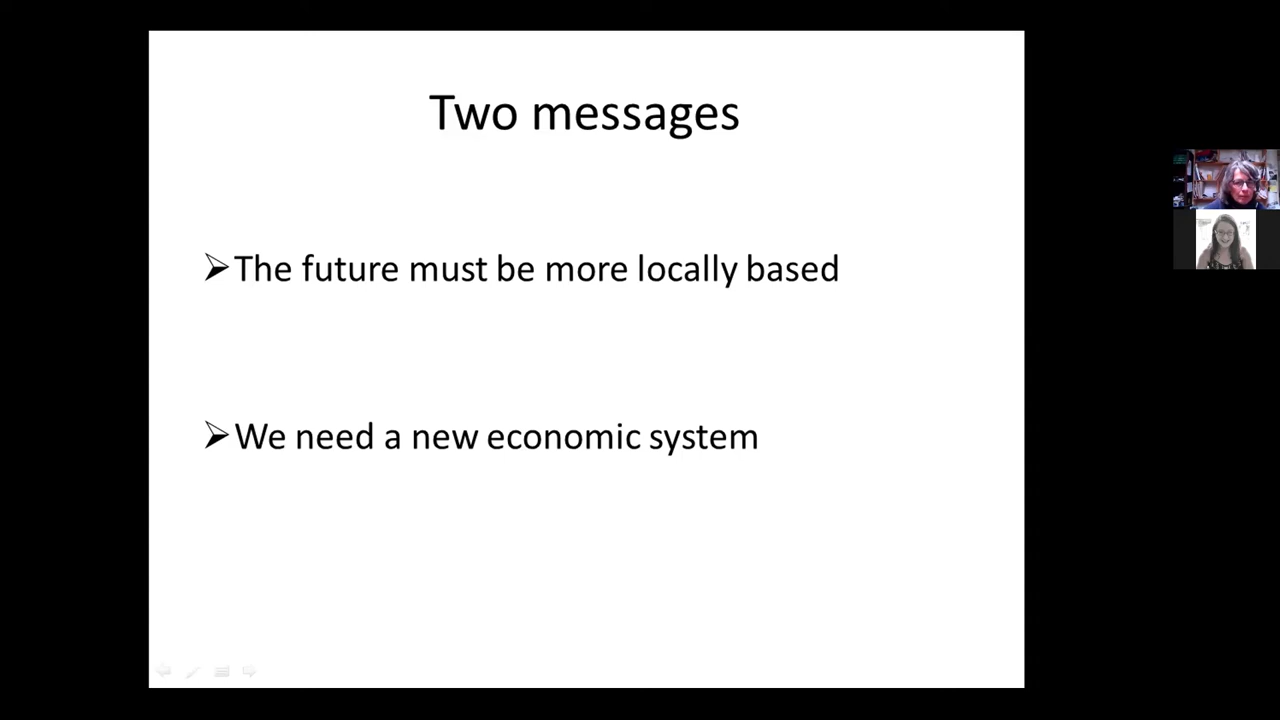 Two messages
➢The future must be more locally based
➢We need a new economic system